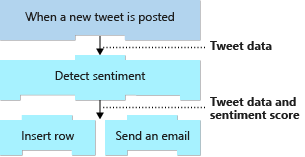 When a new tweet is posted
Tweet data
Detect sentiment
Tweet data and
sentiment score
Insert row
Send an email